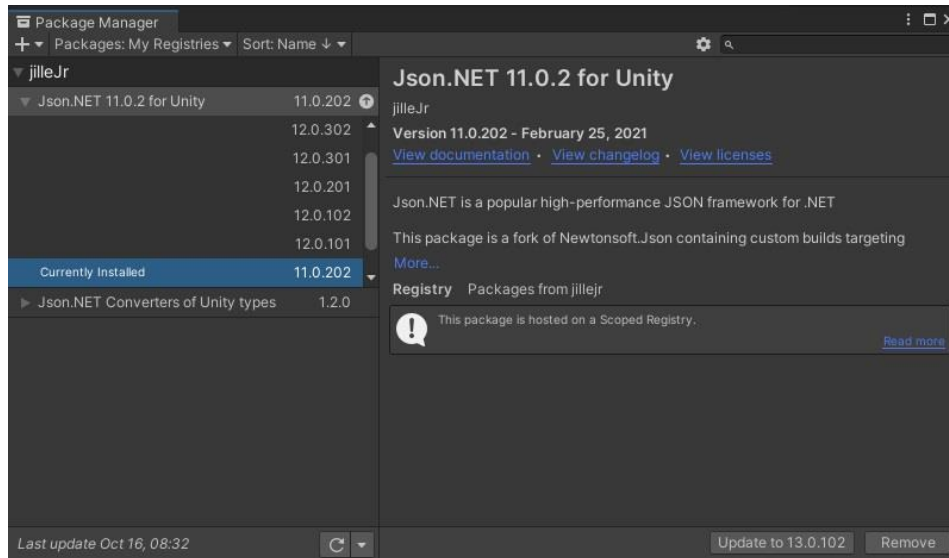 Package Manager
Packages: My Registries Sort: Name ↓
jilleJr
Json.NET 11.0.2 for Unity 11.0.202
12.0.302
12.0.301
12.0.201
12.0.102
12.0.101
Currently Installed 11.0.202
Json.NET Converters of Unity types 1.2.0
Last update Oct 16, 08:32
Json.NET 11.0.2 for Unity
jilleJr
Version 11.0.202 - February 25, 2021
View documentation • View changelog • View licenses
Json.NET is a popular high-performance JSON framework for .NET
This package is a fork of Newtonsoft.Json containing custom builds targeting
More...
Registry Packages from jillejr
This package is hosted on a Scoped Registry.
Read more
Update to 13.0.102 Remove